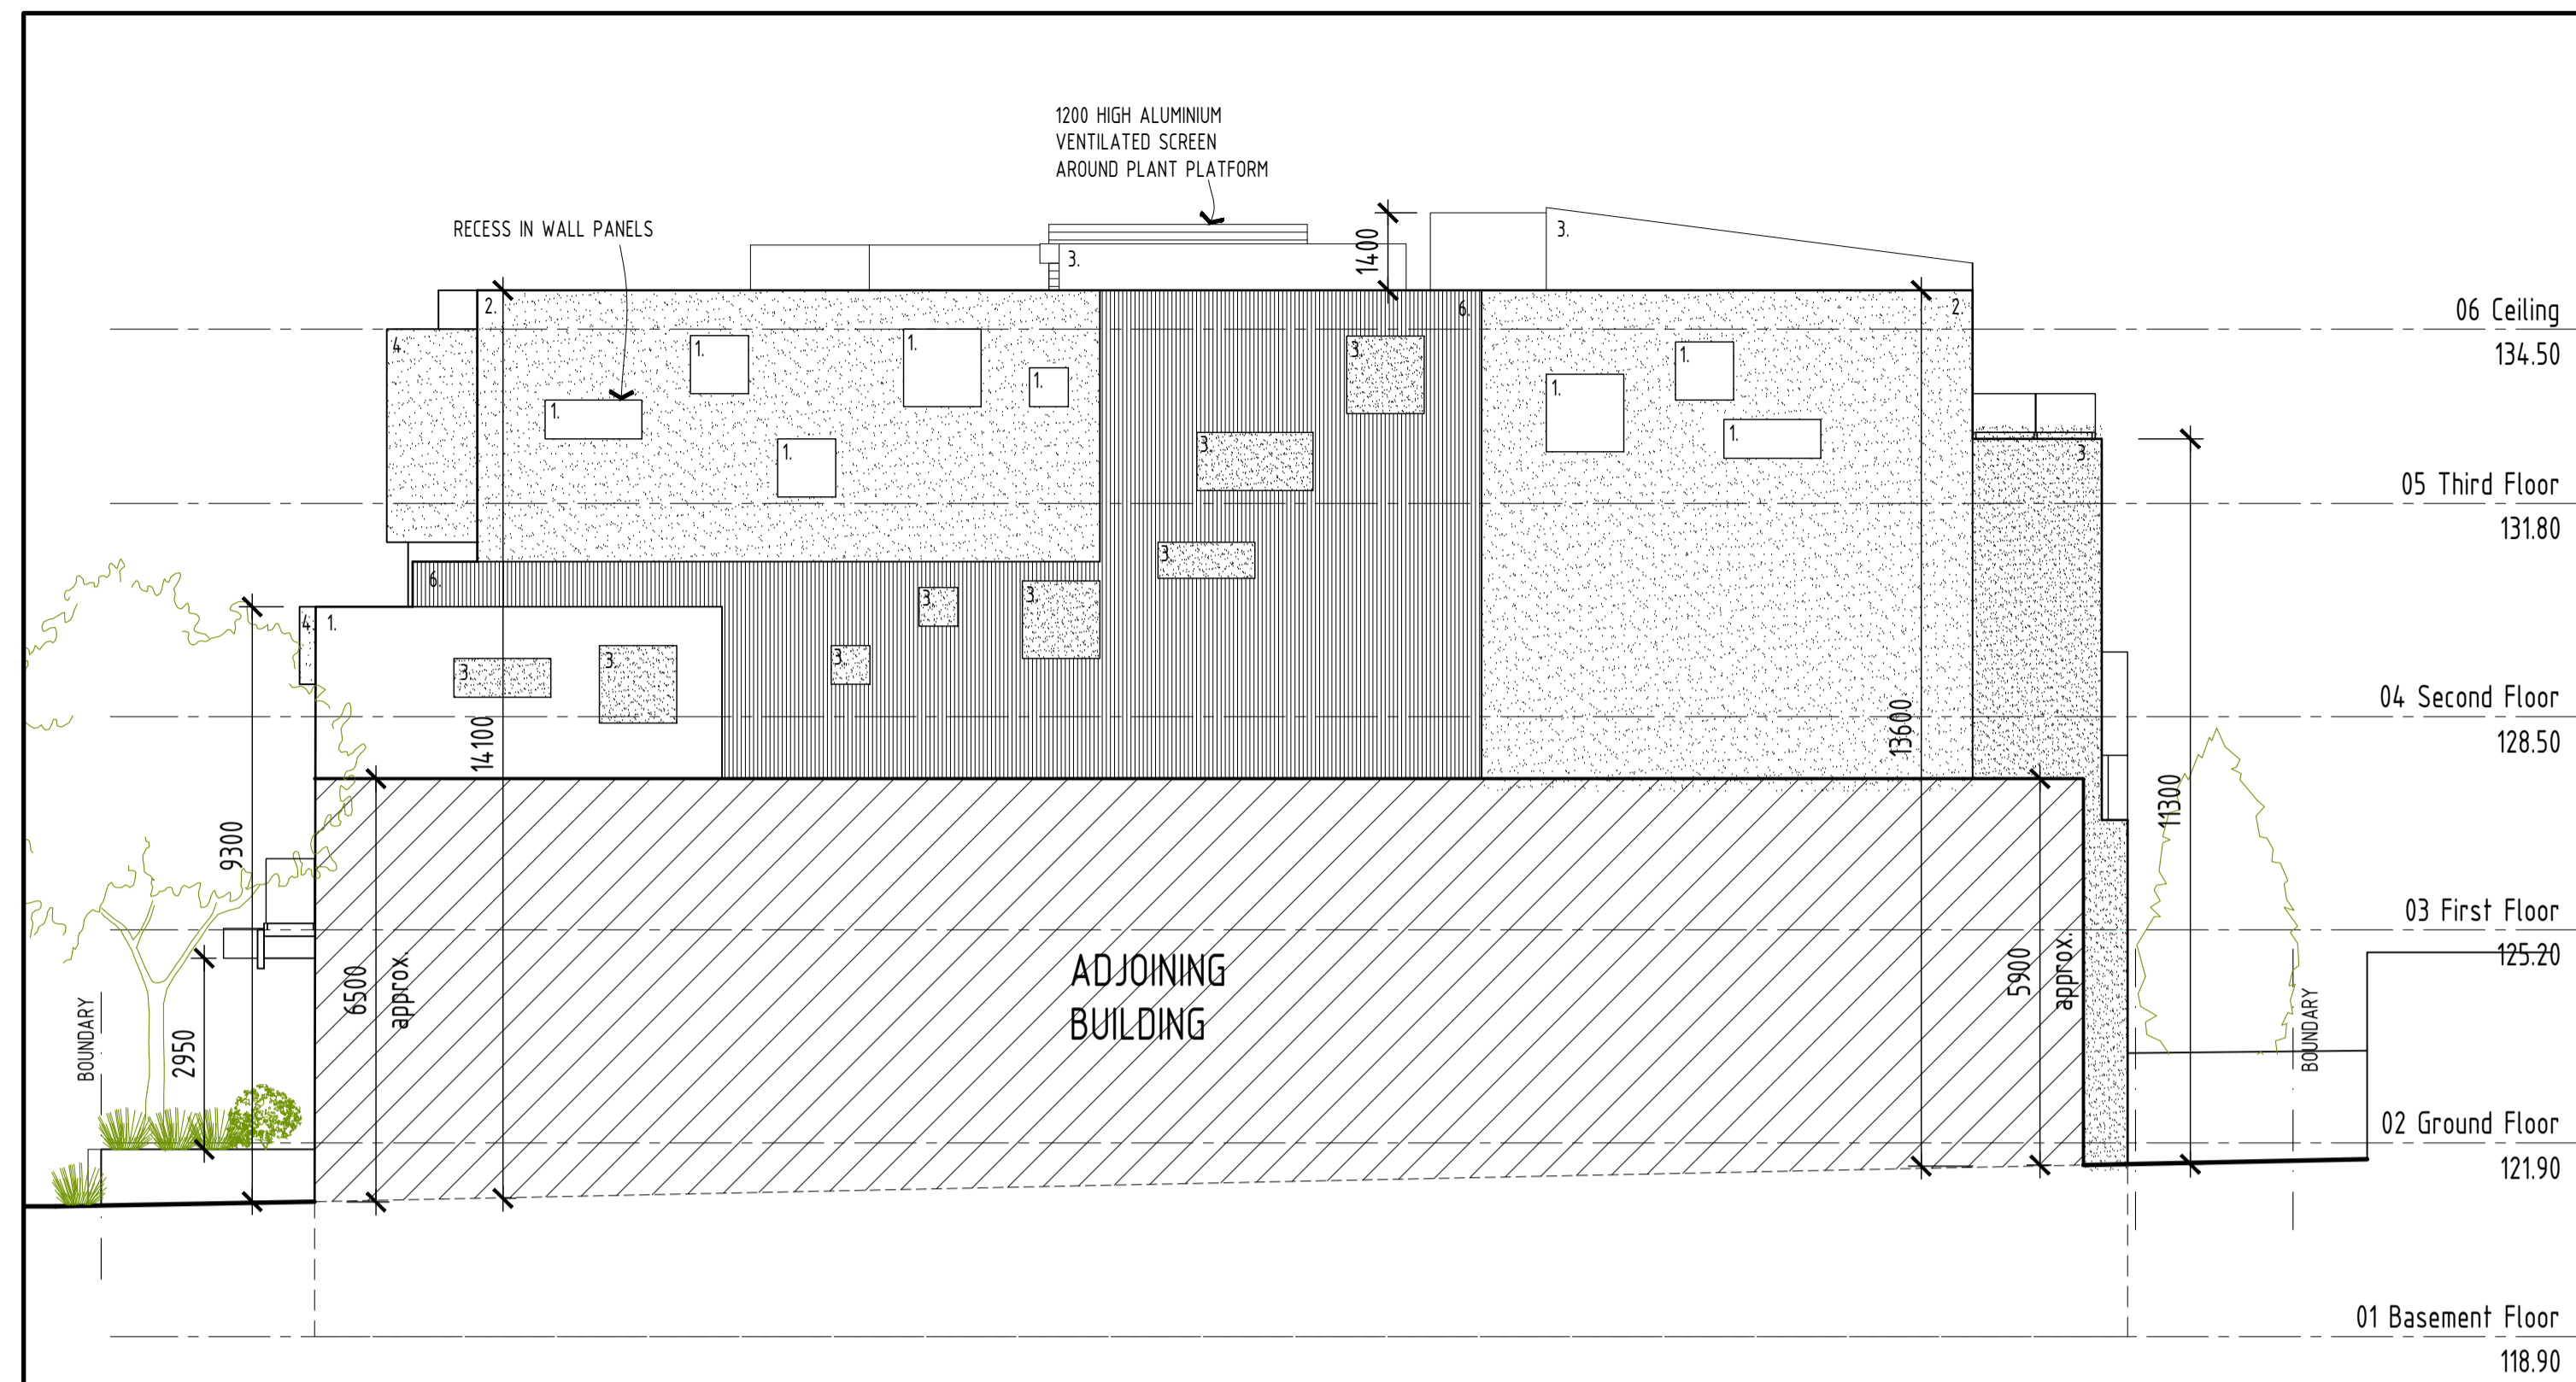 1200 HIGH ALUMINIUM
VENTILATED SCREEN
AROUND PLANT PLATFORM
RECESS IN WALL PANELS
1400
3.
3.
2.
6.
2.
06 Ceiling
134.50
4.
1.
1.
1.
3.
1.
1.
1.
1.
1.
3.
3.
05 Third Floor
131.80
3.
6.
3.
3.
4.
1.
3.
3.
3.
04 Second Floor
128.50
14100
13600
11300
9300
03 First Floor
125.20
6500
approx.
ADJOINING
BUILDING
5900
approx.
2950
BOUNDARY
BOUNDARY
02 Ground Floor
121.90
01 Basement Floor
118.90